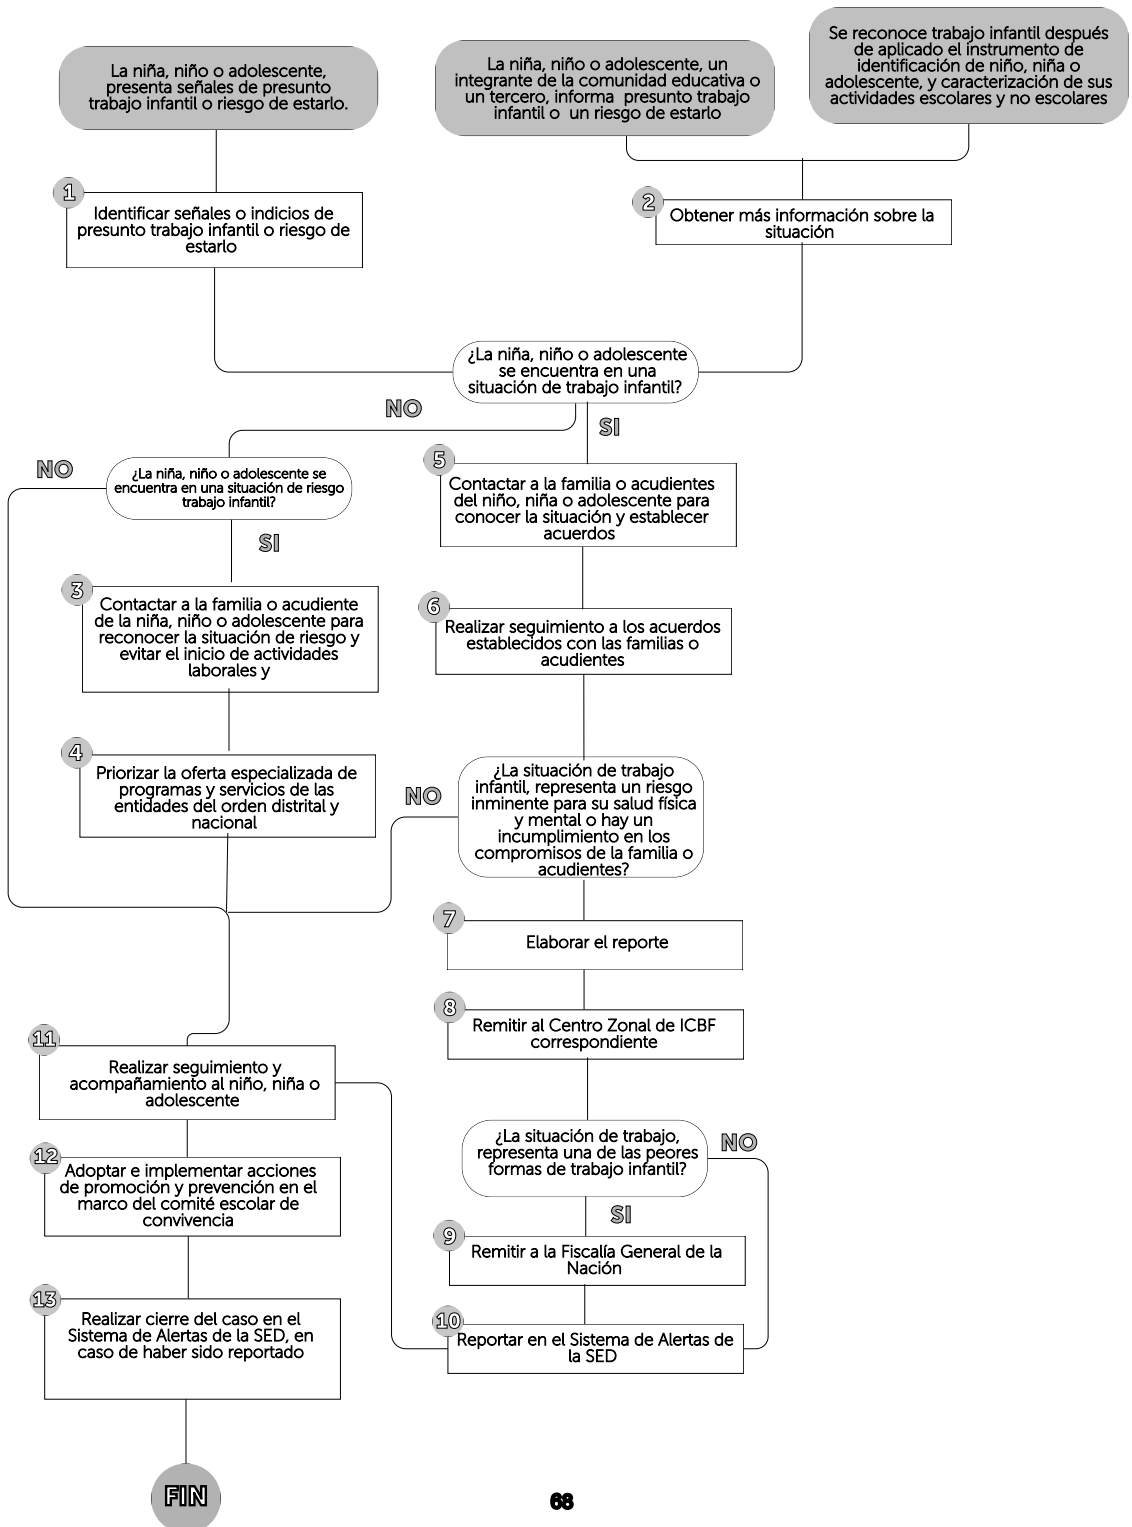 La niña, niño o adolescente,
presenta señales de presunto
trabajo infantil o riesgo de estarlo.
La niña, niño o adolescente, un
integrante de la comunidad educativa o
un tercero, informa presunto trabajo
infantil o un riesgo de estarlo
Se reconoce trabajo infantil después
de aplicado el instrumento de
identificación de niño, niña o
adolescente, y caracterización de sus
actividades escolares y no escolares
1
Identificar señales o indicios de
presunto trabajo infantil o riesgo de
estarlo
2
Obtener más información sobre la
situación
¿La niña, niño o adolescente
se encuentra en una
situación de trabajo infantil?
NO
SI
NO
¿La niña, niño o adolescente se
encuentra en una situación de riesgo
trabajo infantil?
SI
5
Contactar a la familia o acudientes
del niño, niña o adolescente para
conocer la situación y establecer
acuerdos
3
Contactar a la familia o acudiente
de la niña, niño o adolescente para
reconocer la situación de riesgo y
evitar el inicio de actividades
laborales y
6
Realizar seguimiento a los acuerdos
establecidos con las familias o
acudientes
4
Priorizar la oferta especializada de
programas y servicios de las
entidades del orden distrital y
nacional
NO
¿La situación de trabajo
infantil, representa un riesgo
inminente para su salud física
y mental o hay un
incumplimiento en los
compromisos de la familia o
acudientes?
7
Elaborar el reporte
8
Remitir al Centro Zonal de ICBF
correspondiente
11
Realizar seguimiento y
acompañamiento al niño, niña o
adolescente
¿La situación de trabajo,
representa una de las peores
formas de trabajo infantil?
NO
SI
12
Adoptar e implementar acciones
de promoción y prevención en el
marco del comité escolar de
convivencia
9
Remitir a la Fiscalía General de la
Nación
13
Realizar cierre del caso en el
Sistema de Alertas de la SED, en
caso de haber sido reportado
10
Reportar en el Sistema de Alertas de
la SED
FIN
68